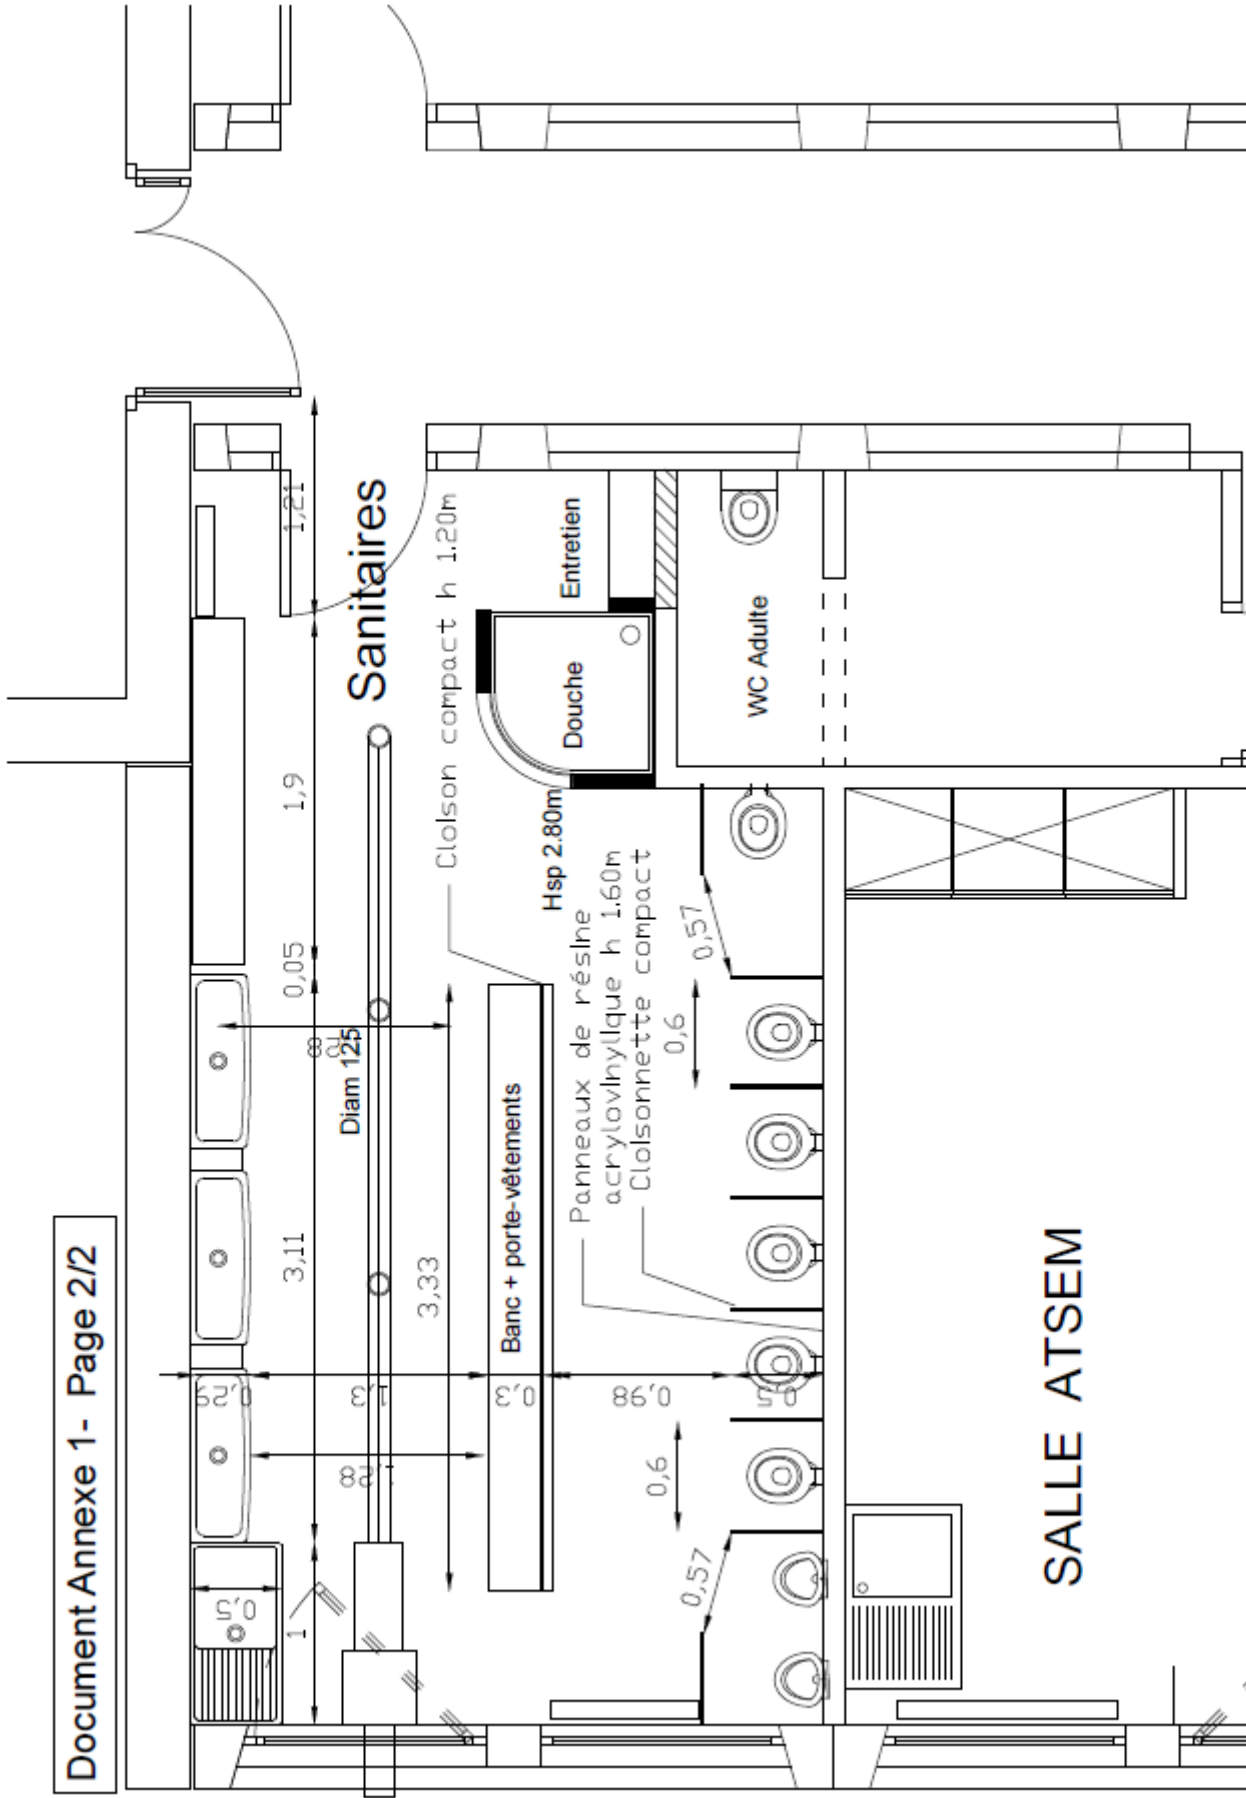 Document Annexe 1- Page 2/2
Sanitaires
Cloison compact h 1.20m
Entretien
Douche
WC Adulte
Hsp 2.80m
Panneaux de résine
acrylovinylique h 1.60m
Cloisonnette compact
Diam 125
Banc + porte-vêtements
SALLE ATSEM
1,21
1,9
0,05
3,11
3,33
1
0,5
0,29
1,3
0,3
0,98
0,5
0,57
0,6
0,6
0,57